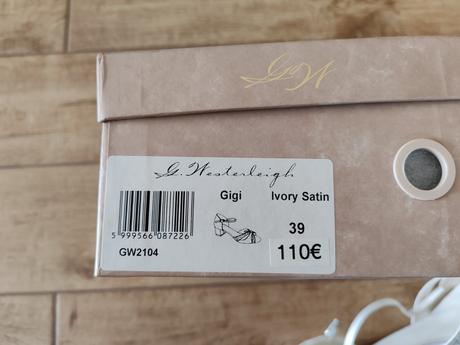 GW
G. Westerleigh
Gigi Ivory Satin
5 999566 087226
39
GW2104
110€